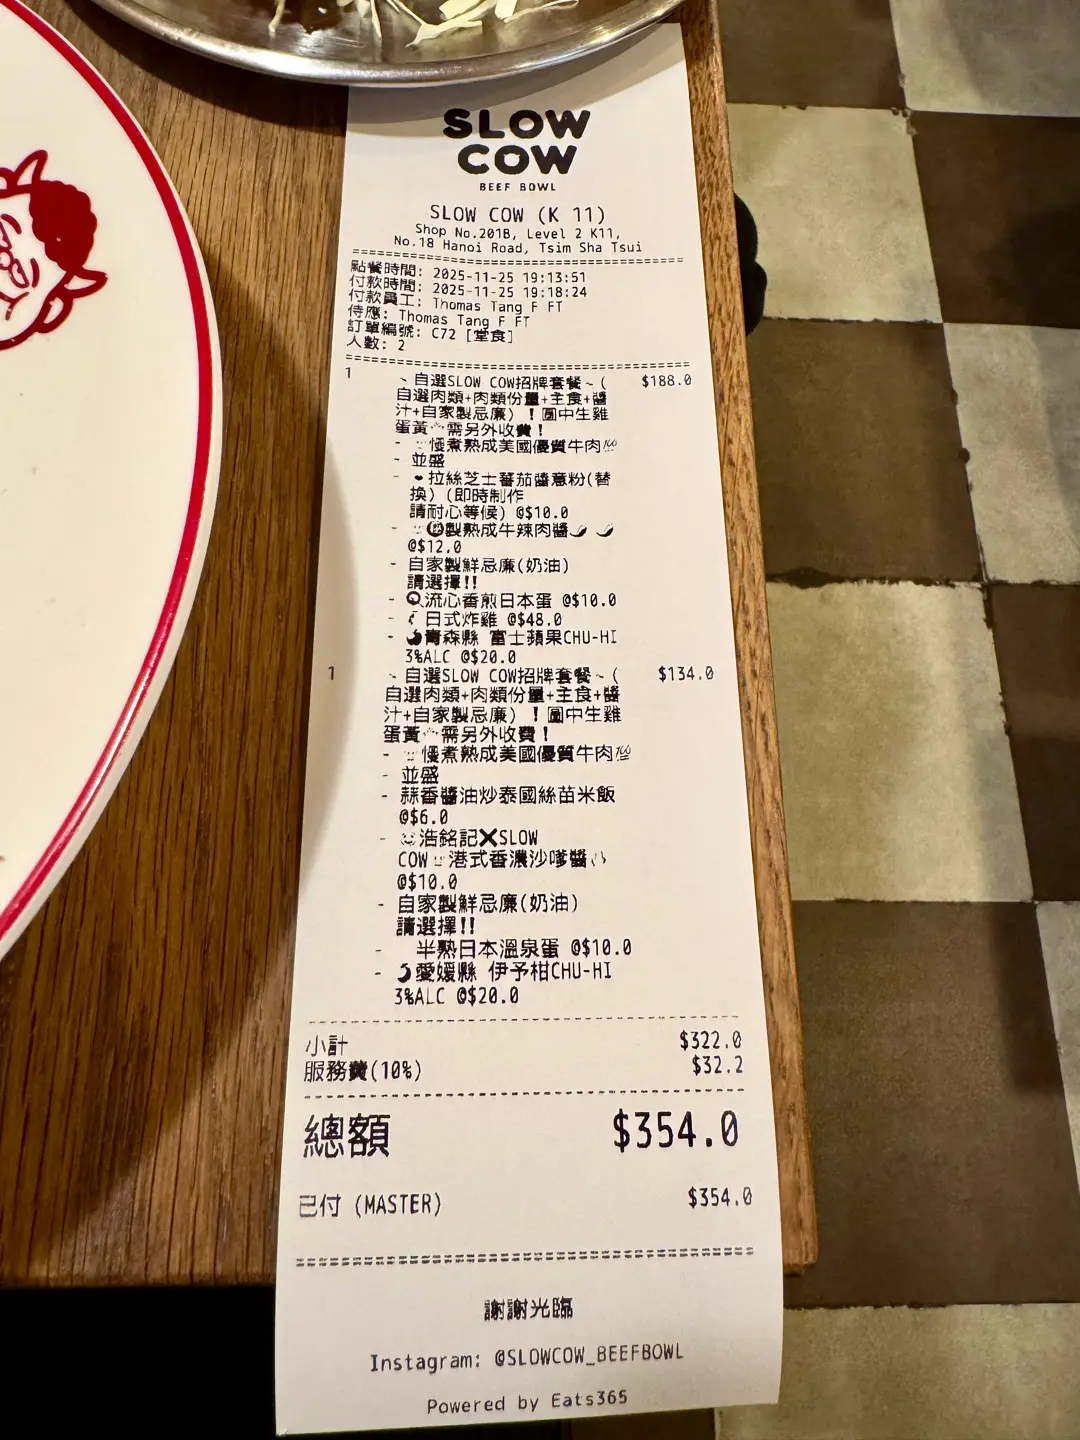 SLOW
COW
BEEF BOWL
SLOW COW (K 11)
Shop No.201B, Level 2 K11,
No.18 Hanoi Road, Tsim Sha Tsui
點餐時間: 2025-11-25 19:13:51
付款時間: 2025-11-25 19:18:24
付款員工: Thomas Tang F FT
侍應: Thomas Tang F FT
訂單編號: C72 [堂食]
人數: 2
1 ~自選SLOW COW招牌套餐~( $188.0
自選肉類+肉類份量+主食+醬
汁+自家製忌廉)！圖中生雞
蛋黃 需另外收費！
- 慢煮熟成美國優質牛肉💯
- 並盛
- ❤拉絲芝士蕃茄醬意粉(替
換)(即時制作
請耐心等候) @$10.0
- 製熟成牛辣肉醬🌶🌶
@$12.0
- 自家製鮮忌廉(奶油)
請選擇!!
- 🍳流心香煎日本蛋 @$10.0
- 日式炸雞 @$48.0
- 青森縣 富士蘋果CHU-HI
3%ALC @$20.0
1 ~自選SLOW COW招牌套餐~( $134.0
自選肉類+肉類份量+主食+醬
汁+自家製忌廉)！圖中生雞
蛋黃 需另外收費！
- 慢煮熟成美國優質牛肉💯
- 並盛
- 蒜香醬油炒泰國絲苗米飯
@$6.0
- 浩銘記❌SLOW
COW 港式香濃沙嗲醬
@$10.0
- 自家製鮮忌廉(奶油)
請選擇!!
- 半熟日本溫泉蛋 @$10.0
- 愛媛縣 伊予柑CHU-HI
3%ALC @$20.0
小計 $322.0
服務費(10%) $32.2
總額 $354.0
已付 (MASTER) $354.0
謝謝光臨
Instagram: @SLOWCOW_BEEFBOWL
Powered by Eats365